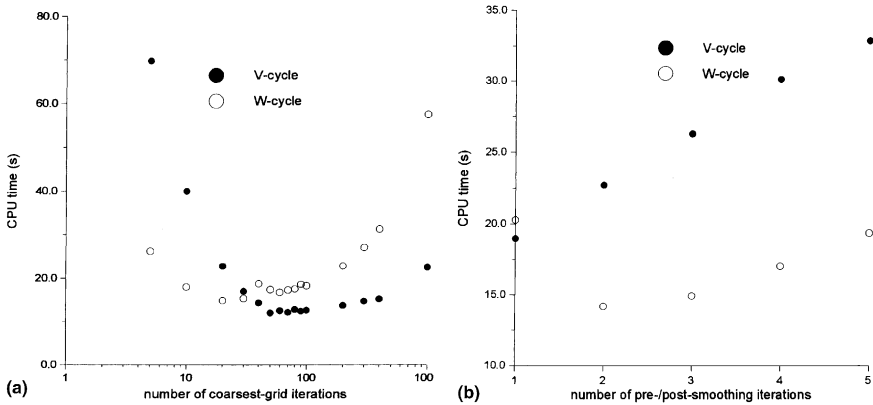 80.0
60.0
40.0
20.0
0.0
CPU time (s)
V-cycle
W-cycle
1
10
100
100
number of coarsest-grid iterations
(a)
35.0
30.0
25.0
20.0
15.0
10.0
CPU time (s)
V-cycle
W-cycle
1
2
3
4
5
number of pre-/post-smoothing iterations
(b)